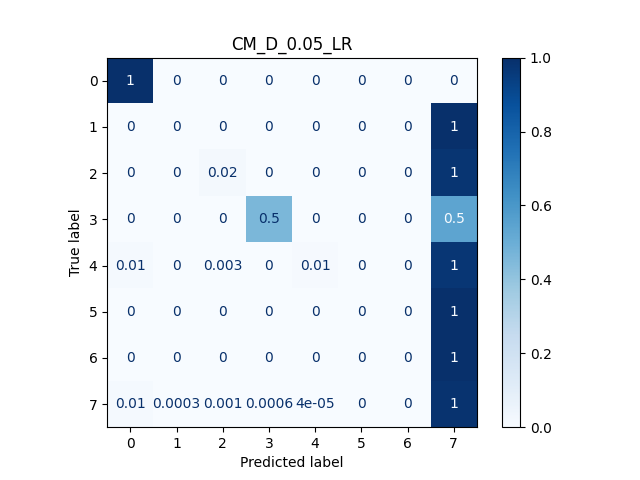 CM_D_0.05_LR
0 1 0 0 0 0 0 0 0
1 0 0 0 0 0 0 0 1
2 0 0 0.02 0 0 0 0 1
3 0 0 0 0.5 0 0 0 0.5
4 0.01 0 0.003 0 0.01 0 0 1
5 0 0 0 0 0 0 0 1
6 0 0 0 0 0 0 0 1
7 0.01 0.0003 0.001 0.0006 4e-05 0 0 1
0 1 2 3 4 5 6 7
Predicted label
True label
1.0
0.8
0.6
0.4
0.2
0.0